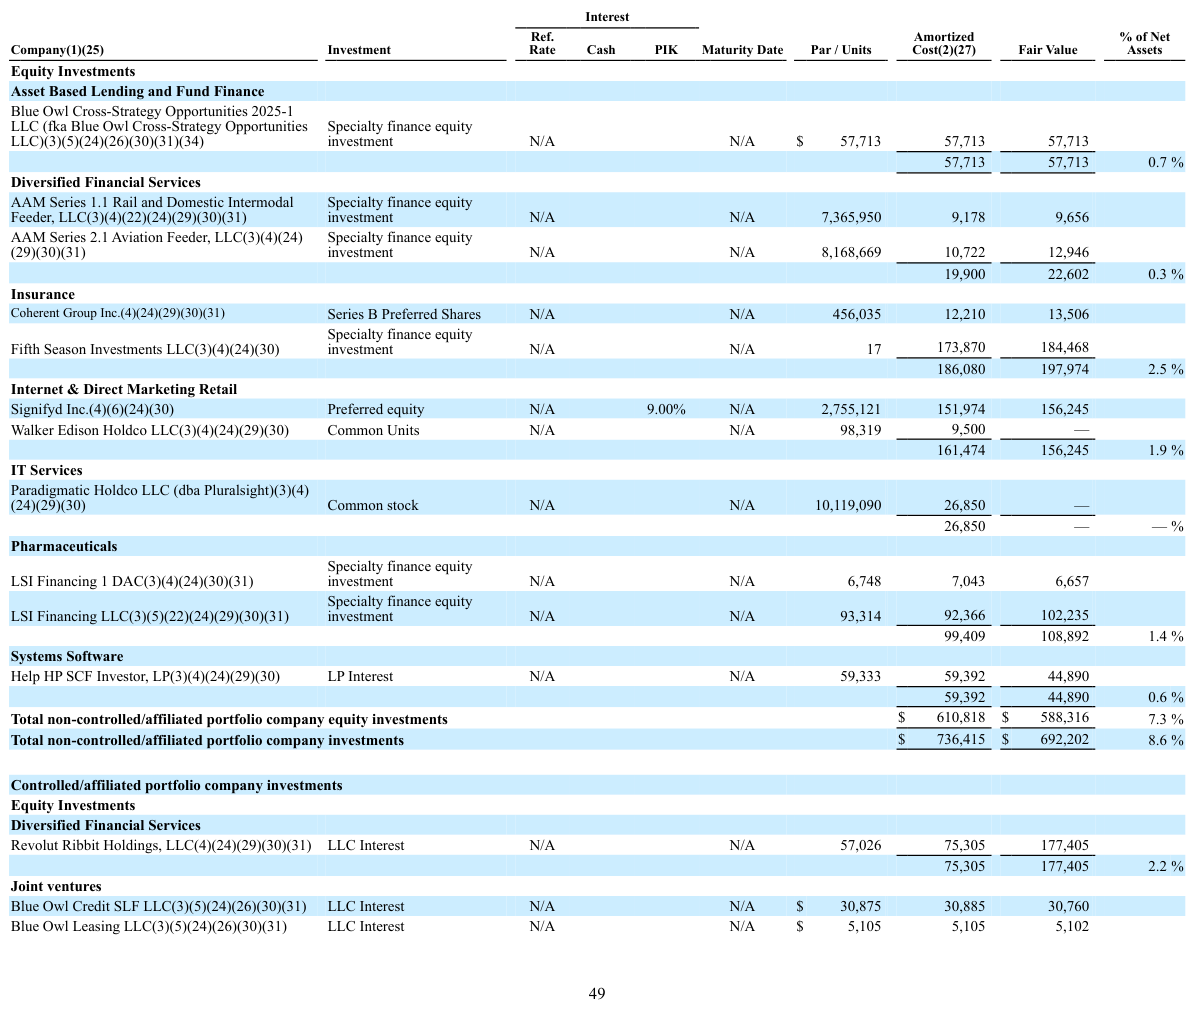 Interest
Company(1)(25) Investment Ref. Rate Cash PIK Maturity Date Par / Units Amortized Cost(2)(27) Fair Value % of Net Assets
Equity Investments
Asset Based Lending and Fund Finance
Blue Owl Cross-Strategy Opportunities 2025-1
LLC (fka Blue Owl Cross-Strategy Opportunities Specialty finance equity
LLC)(3)(5)(24)(26)(30)(31)(34) investment N/A N/A $ 57,713 57,713 57,713
57,713 57,713 0.7 %
Diversified Financial Services
AAM Series 1.1 Rail and Domestic Intermodal Specialty finance equity
Feeder, LLC(3)(4)(22)(24)(29)(30)(31) investment N/A N/A 7,365,950 9,178 9,656
AAM Series 2.1 Aviation Feeder, LLC(3)(4)(24) Specialty finance equity
(29)(30)(31) investment N/A N/A 8,168,669 10,722 12,946
19,900 22,602 0.3 %
Insurance
Coherent Group Inc.(4)(24)(29)(30)(31) Series B Preferred Shares N/A N/A 456,035 12,210 13,506
Specialty finance equity
Fifth Season Investments LLC(3)(4)(24)(30) investment N/A N/A 17 173,870 184,468
186,080 197,974 2.5 %
Internet & Direct Marketing Retail
Signifyd Inc.(4)(6)(24)(30) Preferred equity N/A 9.00% N/A 2,755,121 151,974 156,245
Walker Edison Holdco LLC(3)(4)(24)(29)(30) Common Units N/A N/A 98,319 9,500 —
161,474 156,245 1.9 %
IT Services
Paradigmatic Holdco LLC (dba Pluralsight)(3)(4)
(24)(29)(30) Common stock N/A N/A 10,119,090 26,850 —
26,850 — — %
Pharmaceuticals
Specialty finance equity
LSI Financing 1 DAC(3)(4)(24)(30)(31) investment N/A N/A 6,748 7,043 6,657
Specialty finance equity
LSI Financing LLC(3)(5)(22)(24)(29)(30)(31) investment N/A N/A 93,314 92,366 102,235
99,409 108,892 1.4 %
Systems Software
Help HP SCF Investor, LP(3)(4)(24)(29)(30) LP Interest N/A N/A 59,333 59,392 44,890
59,392 44,890 0.6 %
Total non-controlled/affiliated portfolio company equity investments $ 610,818 $ 588,316 7.3 %
Total non-controlled/affiliated portfolio company investments $ 736,415 $ 692,202 8.6 %
Controlled/affiliated portfolio company investments
Equity Investments
Diversified Financial Services
Revolut Ribbit Holdings, LLC(4)(24)(29)(30)(31) LLC Interest N/A N/A 57,026 75,305 177,405
75,305 177,405 2.2 %
Joint ventures
Blue Owl Credit SLF LLC(3)(5)(24)(26)(30)(31) LLC Interest N/A N/A $ 30,875 30,885 30,760
Blue Owl Leasing LLC(3)(5)(24)(26)(30)(31) LLC Interest N/A N/A $ 5,105 5,105 5,102
49